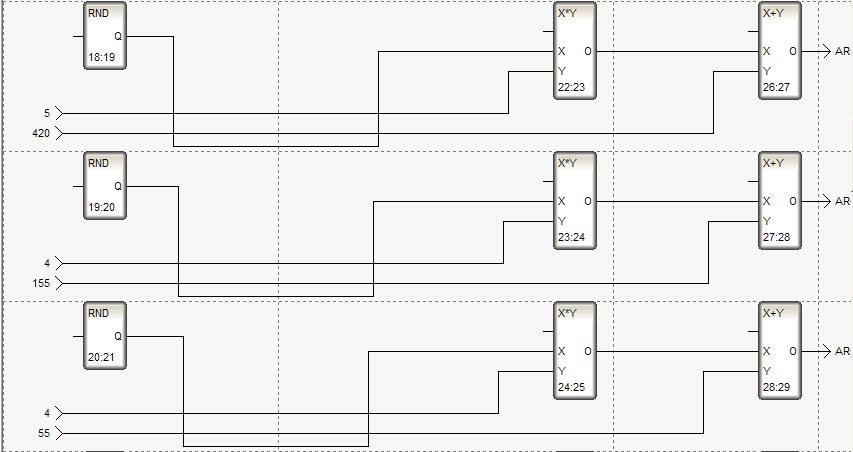 RND X*Y X+Y
Q X O X O AR
18:19 Y Y
22:23 26:27
5
420
RND X*Y X+Y
Q X O X O AR
19:20 Y Y
23:24 27:28
4
155
RND X*Y X+Y
Q X O X O AR
20:21 Y Y
24:25 28:29
4
55